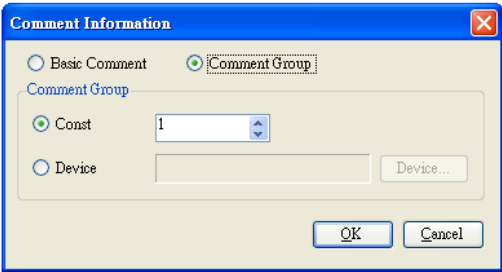 Comment Information
Basic Comment Comment Group
Comment Group
Const 1
Device Device...
OK Cancel